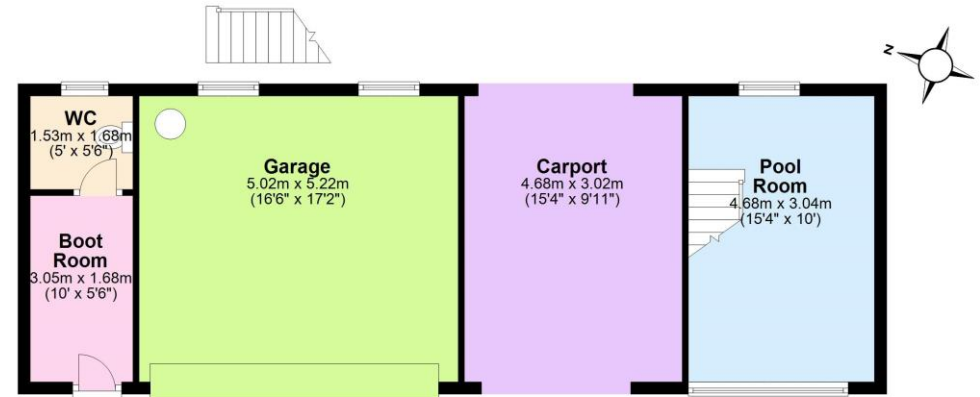 N
WC
1.53m x 1.68m
(5' x 5'6")
Garage
5.02m x 5.22m
(16'6" x 17'2")
Carport
4.68m x 3.02m
(15'4" x 9'11")
Pool
Room
4.68m x 3.04m
(15'4" x 10')
Boot
Room
3.05m x 1.68m
(10' x 5'6")